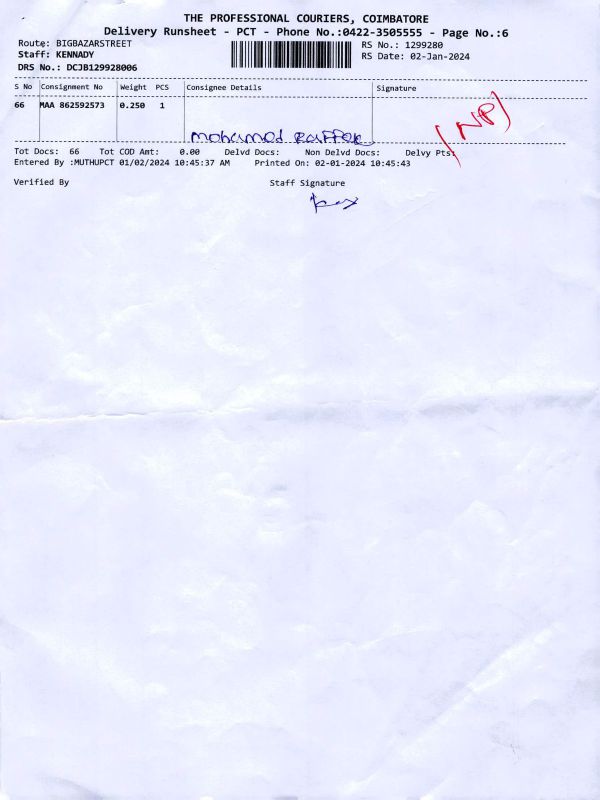 THE PROFESSIONAL COURIERS, COIMBATORE
Delivery Runsheet - PCT - Phone No.:0422-3505555 - Page No.:6
Route: BIGBAZARSTREET
Staff: KENNADY
DRS No.: DCJB129928006
RS No.: 1299280
RS Date: 02-Jan-2024
S No Consignment No Weight PCS Consignee Details Signature
66 MAA 862592573 0.250 1
mohamed Raffek
(NP)
Tot Docs: 66 Tot COD Amt: 0.00 Delvd Docs: Non Delvd Docs: Delvy Pts:
Entered By :MUTHUPCT 01/02/2024 10:45:37 AM Printed On: 02-01-2024 10:45:43
Verified By Staff Signature